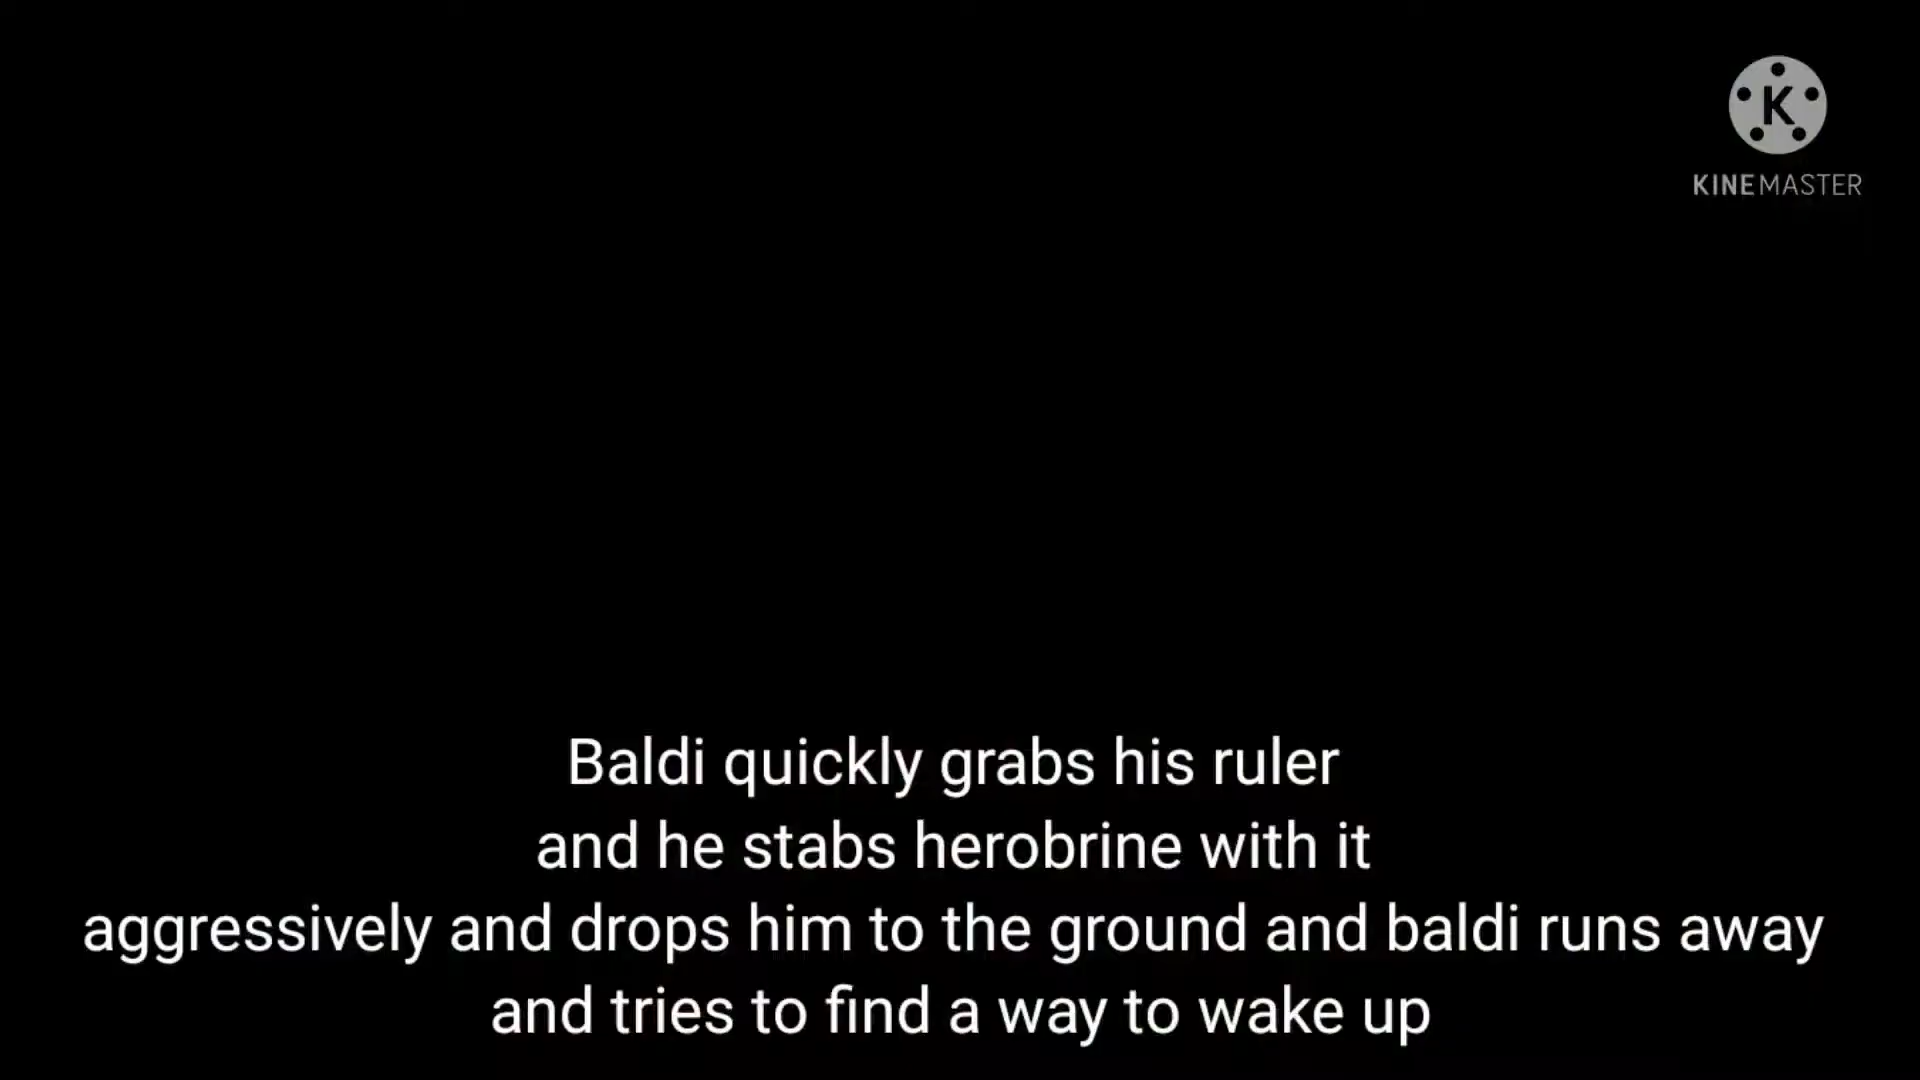 K
KINEMASTER
Baldi quickly grabs his ruler
and he stabs herobrine with it
aggressively and drops him to the ground and baldi runs away
and tries to find a way to wake up